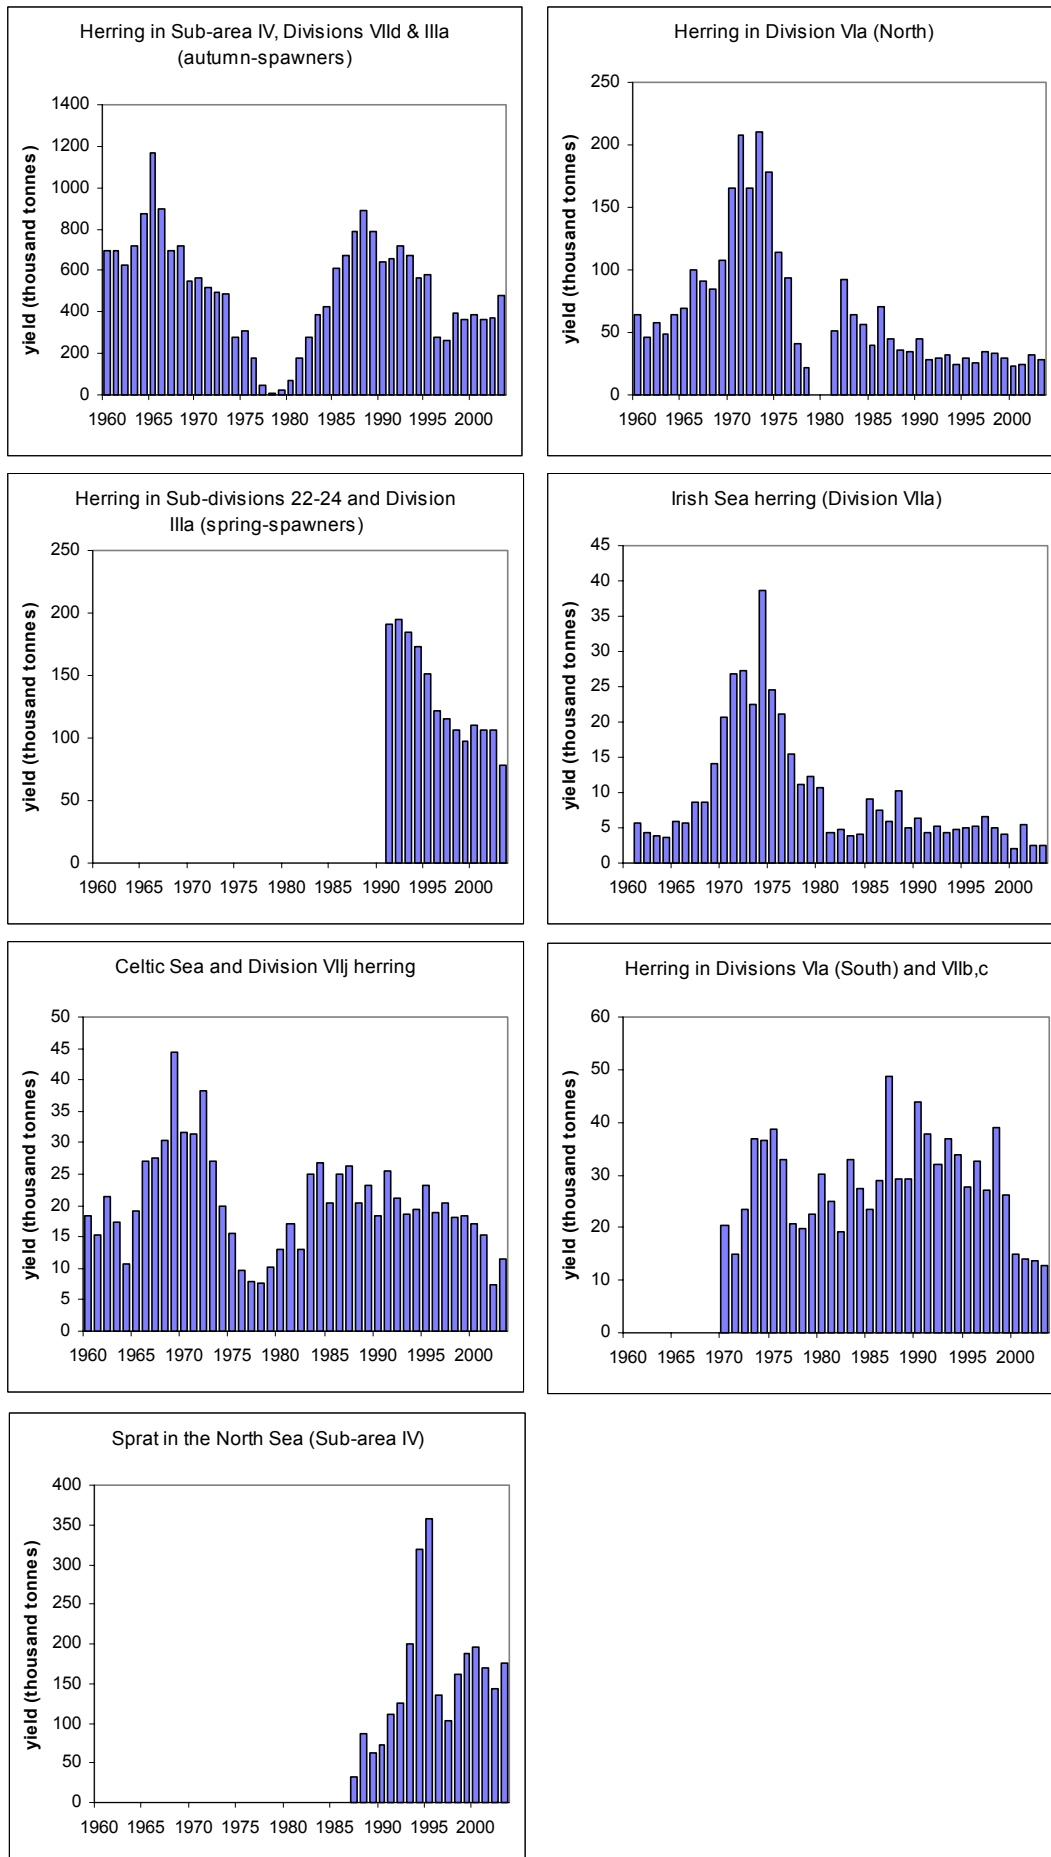 Herring in Sub-area IV, Divisions VIId & IIIa
(autumn-spawners)
yield (thousand tonnes)
1400
1200
1000
800
600
400
200
0
1960 1965 1970 1975 1980 1985 1990 1995 2000
Herring in Division VIa (North)
yield (thousand tonnes)
250
200
150
100
50
0
1960 1965 1970 1975 1980 1985 1990 1995 2000
Herring in Sub-divisions 22-24 and Division
IIIa (spring-spawners)
yield (thousand tonnes)
250
200
150
100
50
0
1960 1965 1970 1975 1980 1985 1990 1995 2000
Irish Sea herring (Division VIIa)
yield (thousand tonnes)
45
40
35
30
25
20
15
10
5
0
1960 1965 1970 1975 1980 1985 1990 1995 2000
Celtic Sea and Division VIIj herring
yield (thousand tonnes)
50
45
40
35
30
25
20
15
10
5
0
1960 1965 1970 1975 1980 1985 1990 1995 2000
Herring in Divisions VIa (South) and VIIb,c
yield (thousand tonnes)
60
50
40
30
20
10
0
1960 1965 1970 1975 1980 1985 1990 1995 2000
Sprat in the North Sea (Sub-area IV)
yield (thousand tonnes)
400
350
300
250
200
150
100
50
0
1960 1965 1970 1975 1980 1985 1990 1995 2000